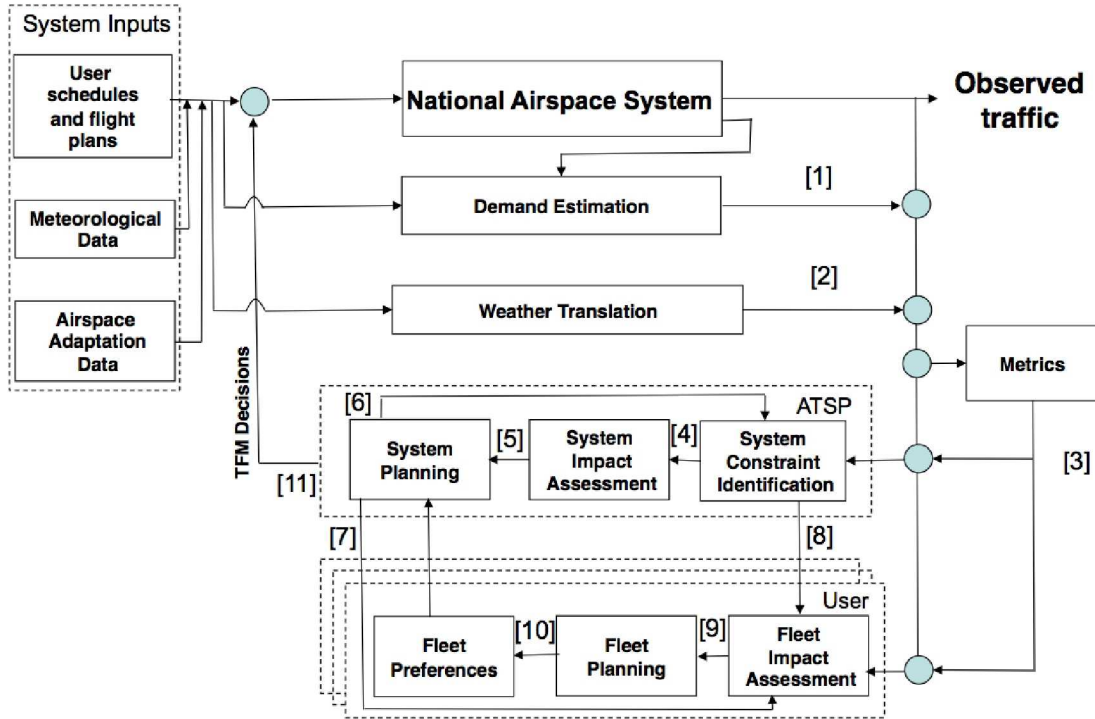 System Inputs
User
schedules
and flight
plans
Meteorological
Data
Airspace
Adaptation
Data
National Airspace System
Observed
traffic
Demand Estimation
[1]
Weather Translation
[2]
Metrics
[3]
TFM Decisions
[11]
ATSP
[6]
System
Planning
[5]
System
Impact
Assessment
[4]
System
Constraint
Identification
[7]
[8]
User
Fleet
Preferences
[10]
Fleet
Planning
[9]
Fleet
Impact
Assessment